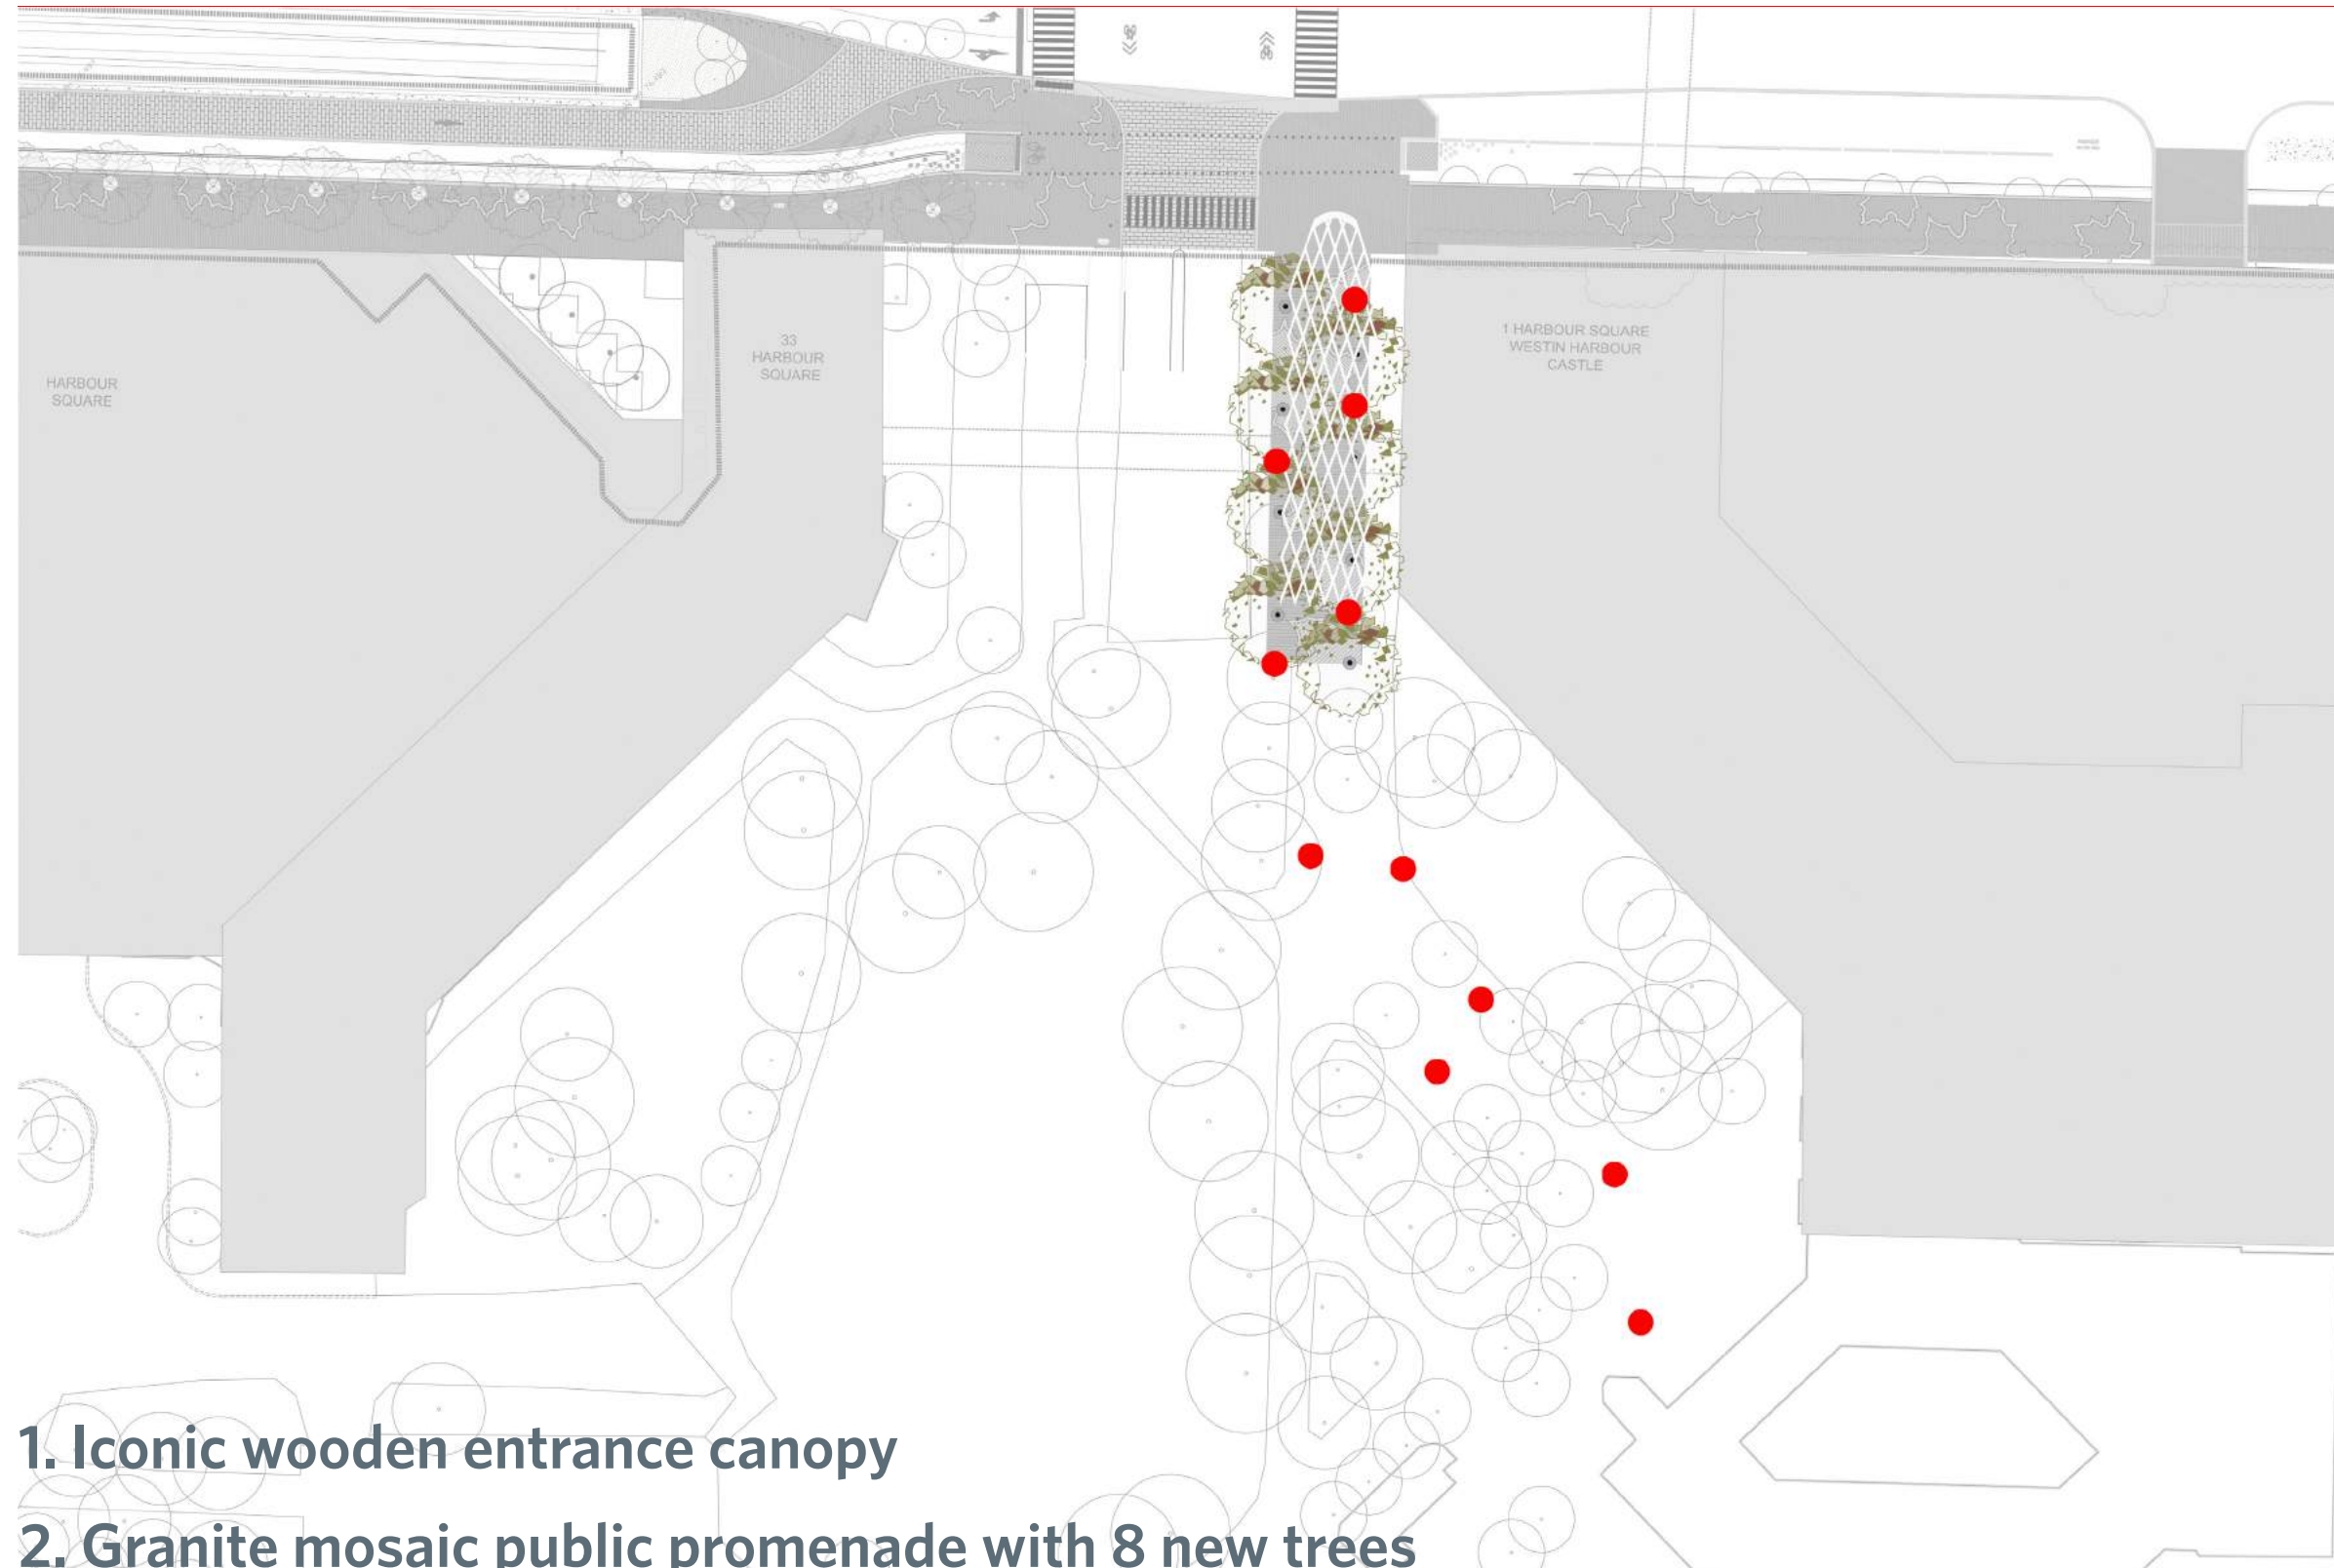 HARBOUR
SQUARE
33
HARBOUR
SQUARE
1 HARBOUR SQUARE
WESTIN HARBOUR
CASTLE
1. Iconic wooden entrance canopy
2. Granite mosaic public promenade with 8 new trees